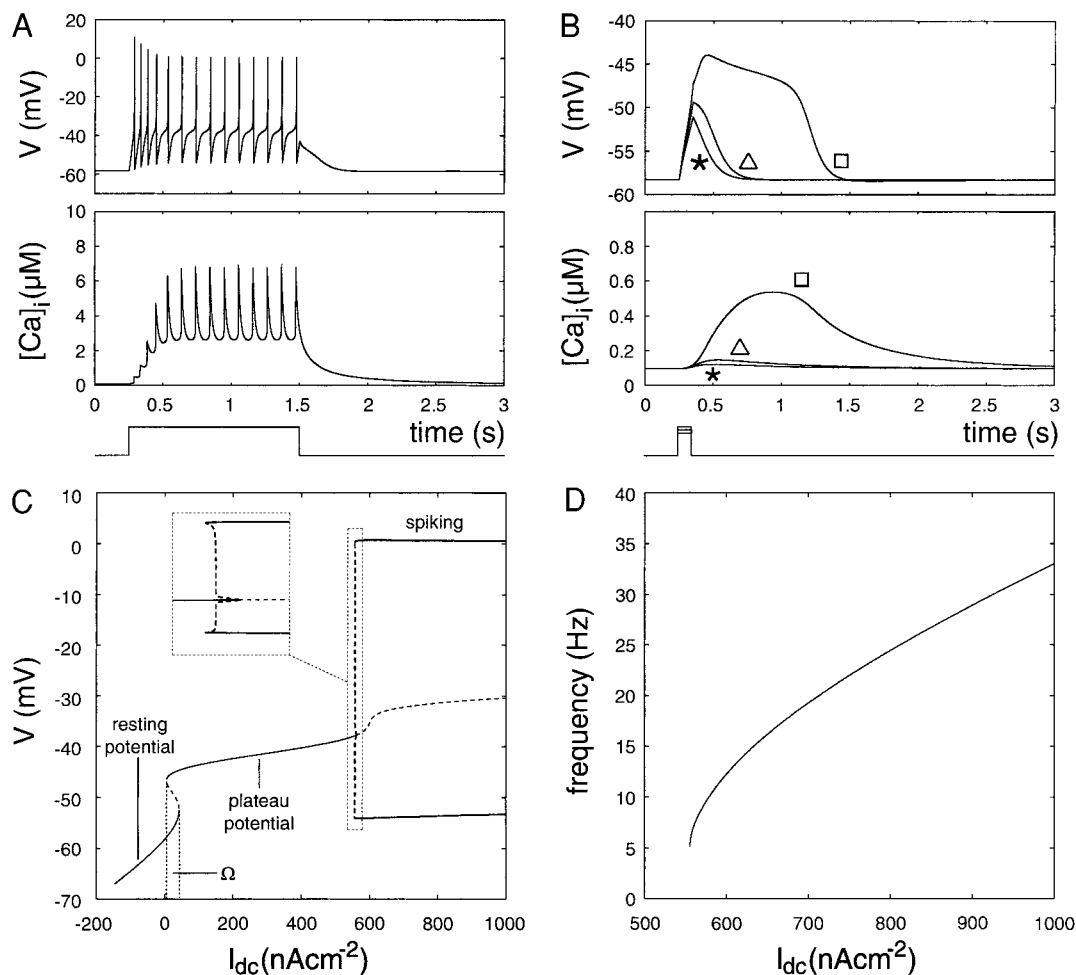 A
V (mV)
20
0
-20
-40
-60
[Ca]i(µM)
10
8
6
4
2
0
0 0.5 1 1.5 2 2.5 3
time (s)
B
V (mV)
-40
-45
-50
-55
-60
[Ca]i(µM)
1
0.8
0.6
0.4
0.2
0
0 0.5 1 1.5 2 2.5 3
time (s)
C
V (mV)
10
0
-10
-20
-30
-40
-50
-60
-70
spiking
resting
potential
plateau
potential
Ω
-200 0 200 400 600 800 1000
Idc(nAcm-2)
D
frequency (Hz)
40
35
30
25
20
15
10
5
0
500 600 700 800 900 1000
Idc(nAcm-2)